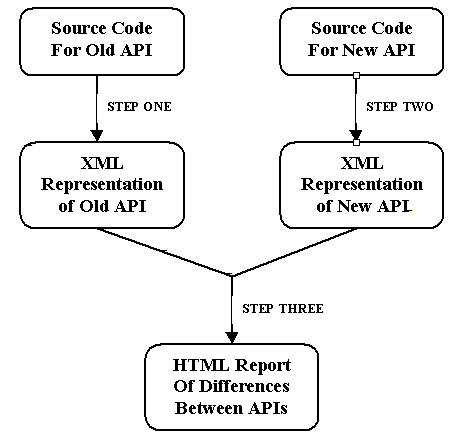 Source Code
For Old API
Source Code
For New API
STEP ONE
STEP TWO
XML
Representation
of Old API
XML
Representation
of New API
STEP THREE
HTML Report
Of Differences
Between APIs